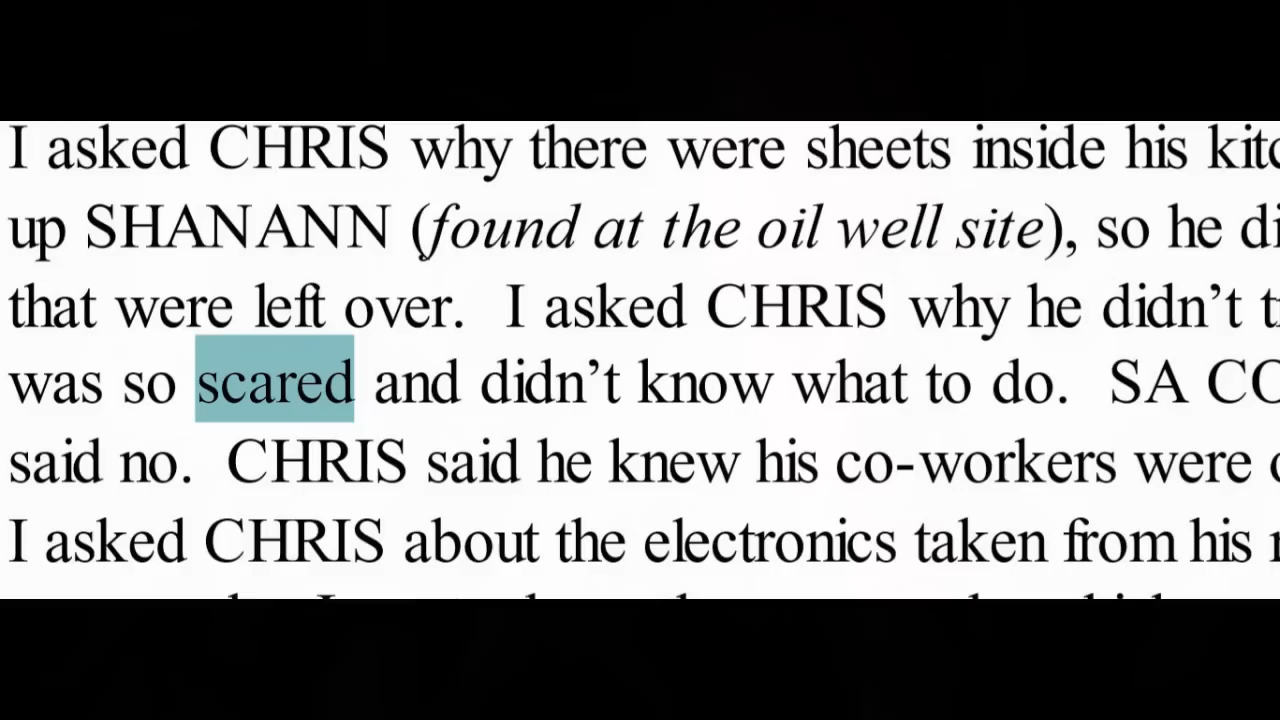 I asked CHRIS why there were sheets inside his
up SHANANN (found at the oil well site), so he
that were left over. I asked CHRIS why he didn’t
was so scared and didn’t know what to do. SA
said no. CHRIS said he knew his co-workers were
I asked CHRIS about the electronics taken from his